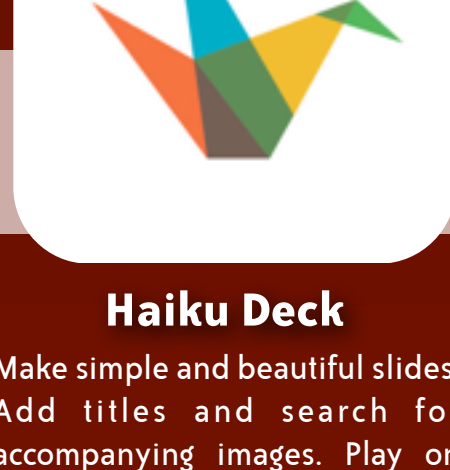 Haiku Deck
Make simple and beautiful slides
Add titles and search fo
accompanying images. Play or